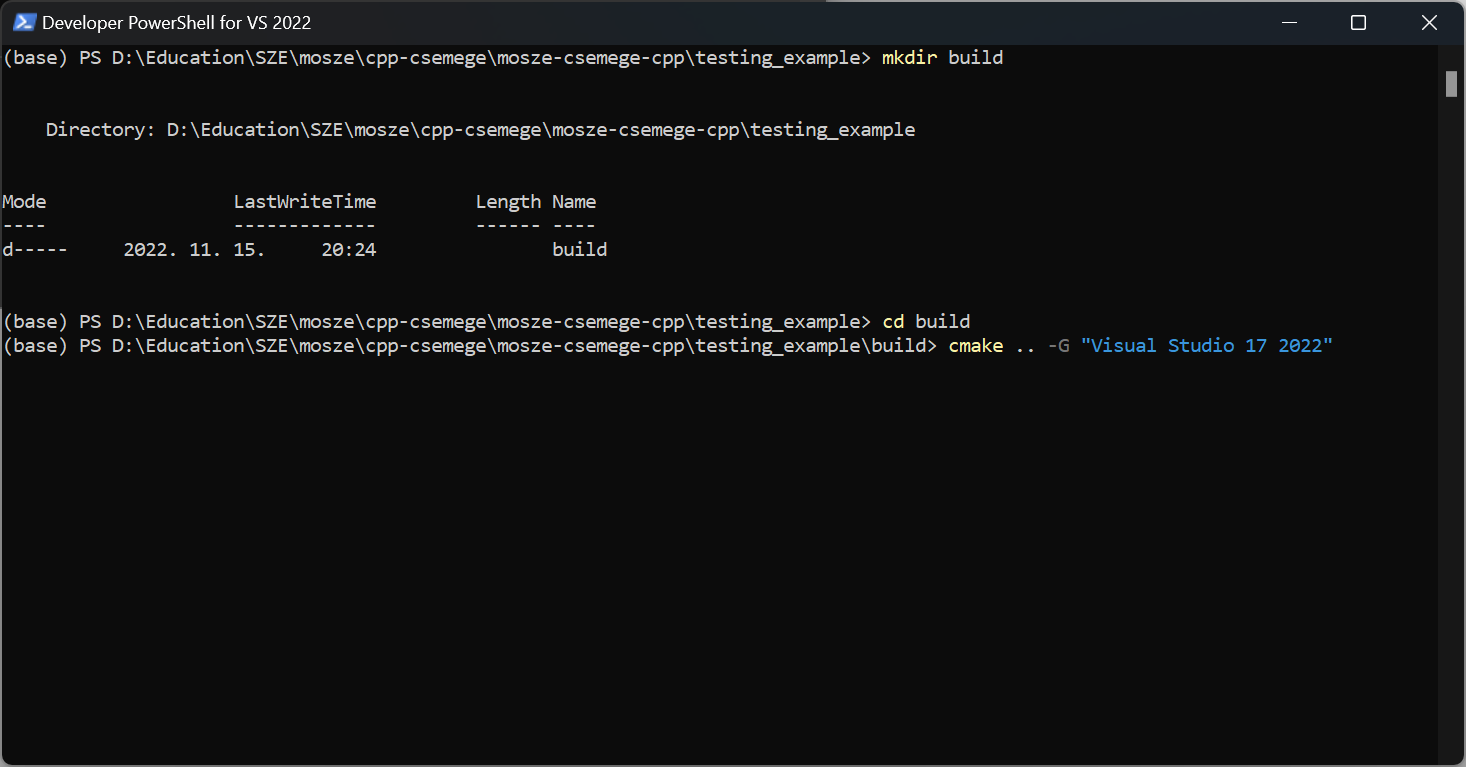 Developer PowerShell for VS 2022
(base) PS D:\Education\SZE\mosze\cpp-csemege\mosze-csemege-cpp\testing_example> mkdir build
    Directory: D:\Education\SZE\mosze\cpp-csemege\mosze-csemege-cpp\testing_example
Mode                 LastWriteTime         Length Name
----                 -------------         ------ ----
d-----     2022. 11. 15.     20:24                build
(base) PS D:\Education\SZE\mosze\cpp-csemege\mosze-csemege-cpp\testing_example> cd build
(base) PS D:\Education\SZE\mosze\cpp-csemege\mosze-csemege-cpp\testing_example\build> cmake .. -G "Visual Studio 17 2022"